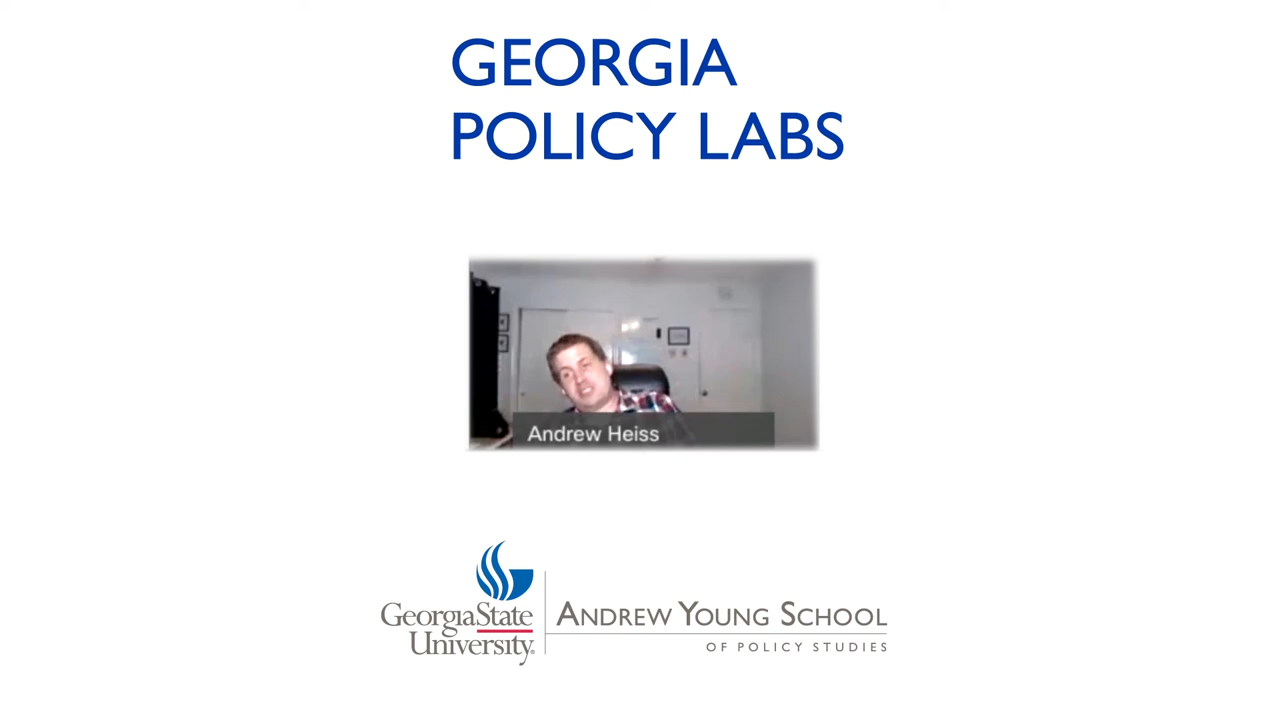 GEORGIA
POLICY LABS
Andrew Heiss
GeorgiaState
University®
ANDREW YOUNG SCHOOL
OF POLICY STUDIES